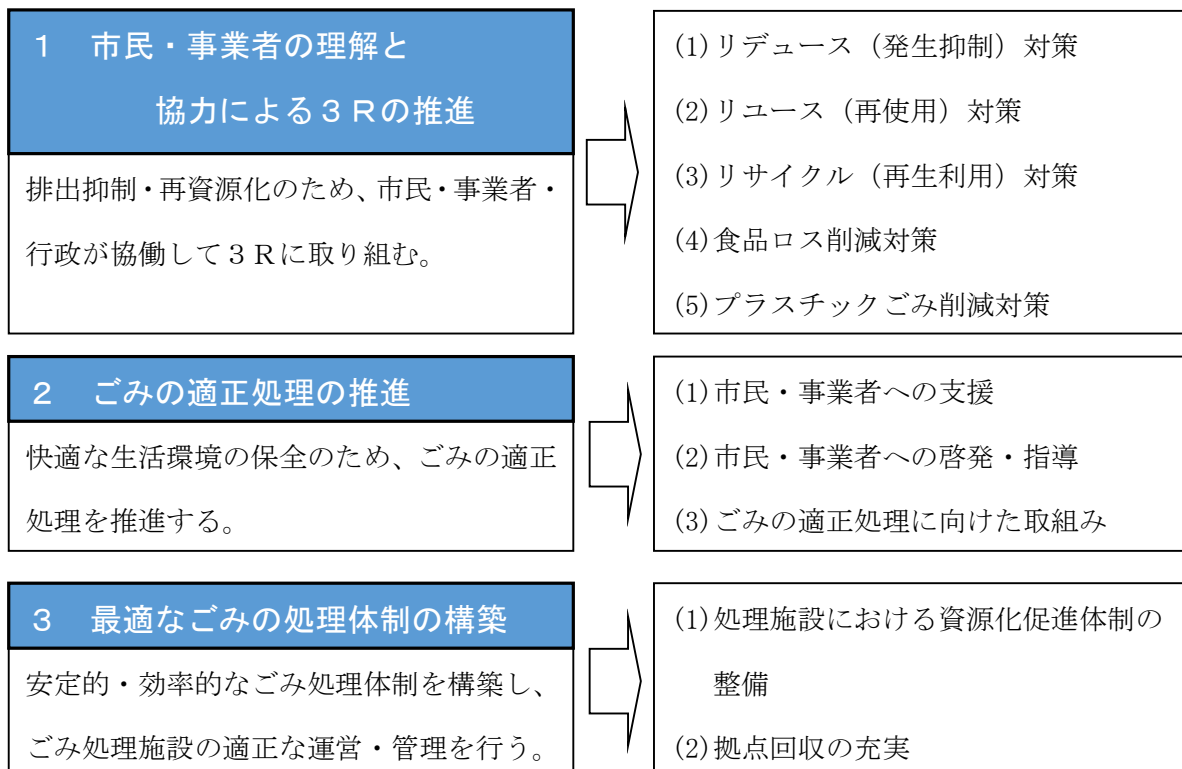 １　市民・事業者の理解と
協力による３Ｒの推進
排出抑制・再資源化のため、市民・事業者・
行政が協働して３Ｒに取り組む。
(1)リデュース（発生抑制）対策
(2)リユース（再使用）対策
(3)リサイクル（再生利用）対策
(4)食品ロス削減対策
(5)プラスチックごみ削減対策
２　ごみの適正処理の推進
快適な生活環境の保全のため、ごみの適正
処理を推進する。
(1)市民・事業者への支援
(2)市民・事業者への啓発・指導
(3)ごみの適正処理に向けた取組み
３　最適なごみの処理体制の構築
安定的・効率的なごみ処理体制を構築し、
ごみ処理施設の適正な運営・管理を行う。
(1)処理施設における資源化促進体制の
整備
(2)拠点回収の充実